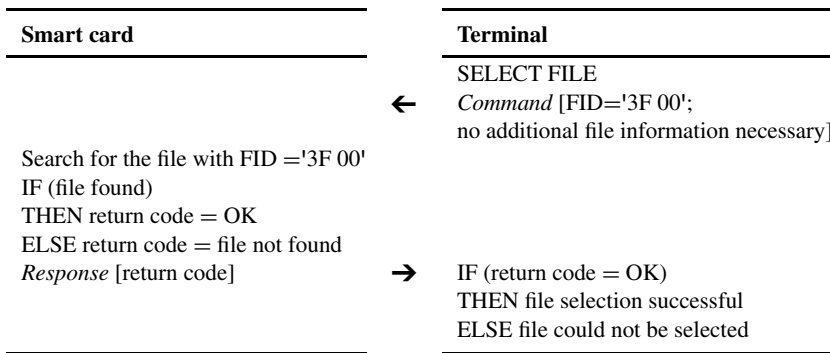 Smart card Terminal
SELECT FILE
← Command [FID='3F 00';
no additional file information necessary]
Search for the file with FID ='3F 00'
IF (file found)
THEN return code = OK
ELSE return code = file not found
Response [return code] → IF (return code = OK)
THEN file selection successful
ELSE file could not be selected